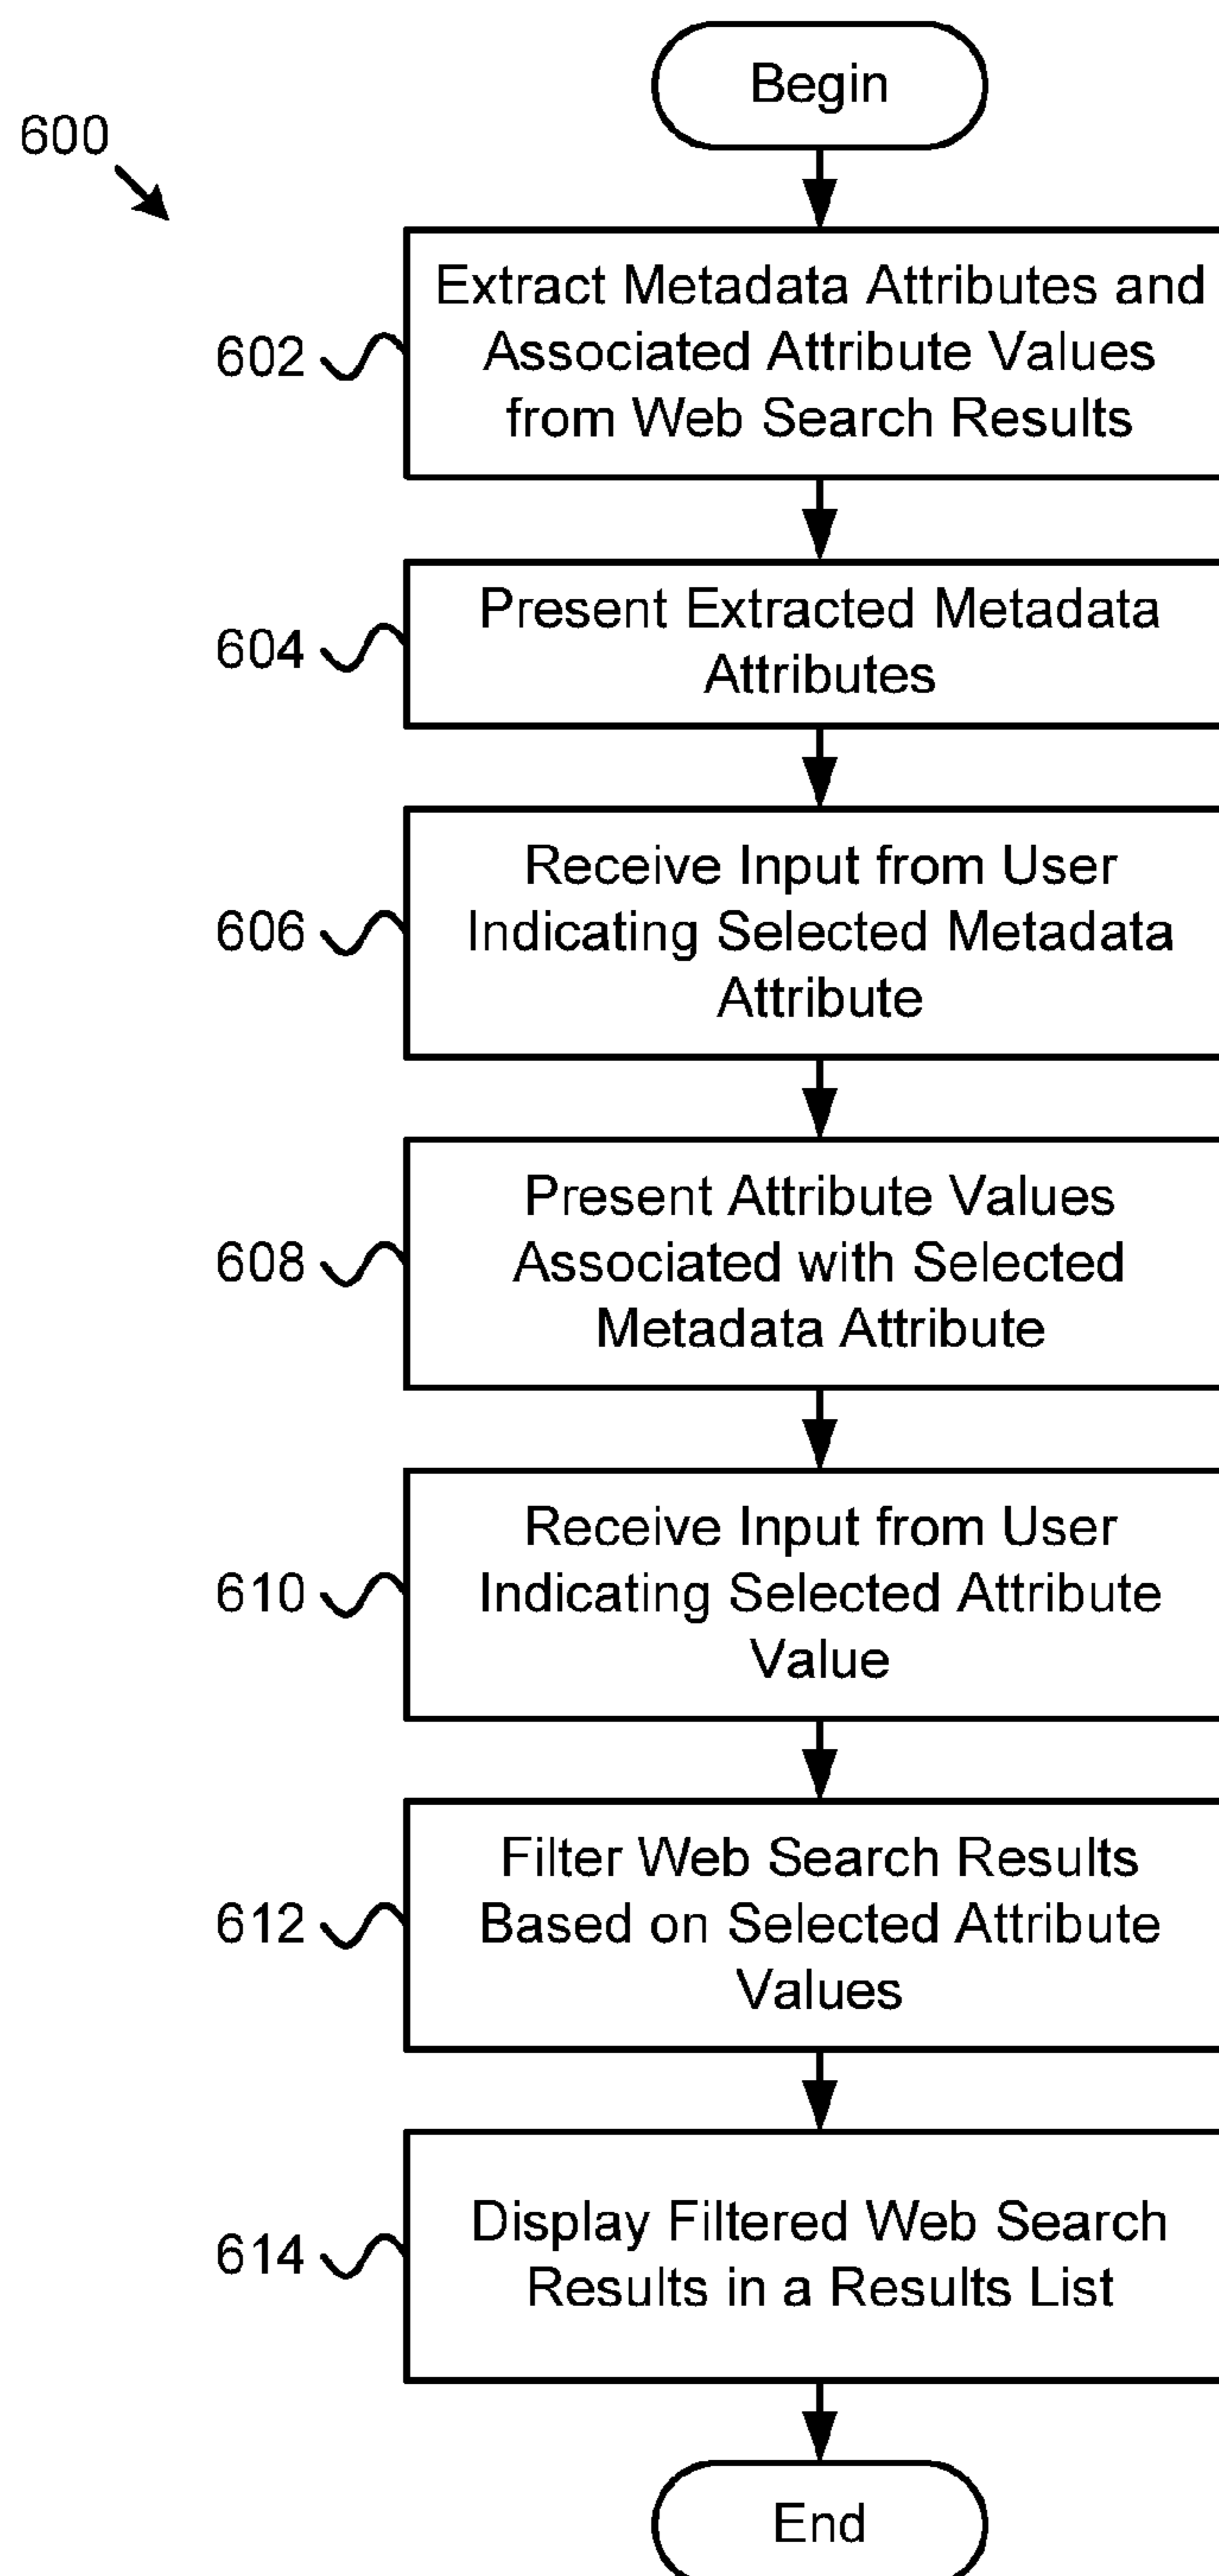 Begin
600
602
Extract Metadata Attributes and
Associated Attribute Values
from Web Search Results
604
Present Extracted Metadata
Attributes
606
Receive Input from User
Indicating Selected Metadata
Attribute
608
Present Attribute Values
Associated with Selected
Metadata Attribute
610
Receive Input from User
Indicating Selected Attribute
Value
612
Filter Web Search Results
Based on Selected Attribute
Values
614
Display Filtered Web Search
Results in a Results List
End